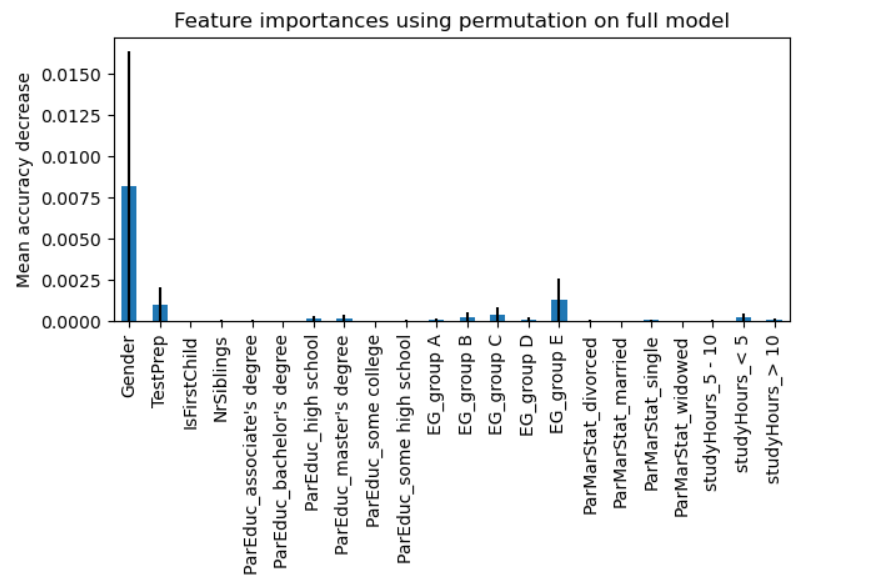 Feature importances using permutation on full model
Mean accuracy decrease
0.0150
0.0125
0.0100
0.0075
0.0050
0.0025
0.0000
Gender
TestPrep
IsFirstChild
NrSiblings
ParEduc_associate's degree
ParEduc_bachelor's degree
ParEduc_high school
ParEduc_master's degree
ParEduc_some college
ParEduc_some high school
EG_group A
EG_group B
EG_group C
EG_group D
EG_group E
ParMarStat_divorced
ParMarStat_married
ParMarStat_single
ParMarStat_widowed
studyHours_5 - 10
studyHours_< 5
studyHours_> 10